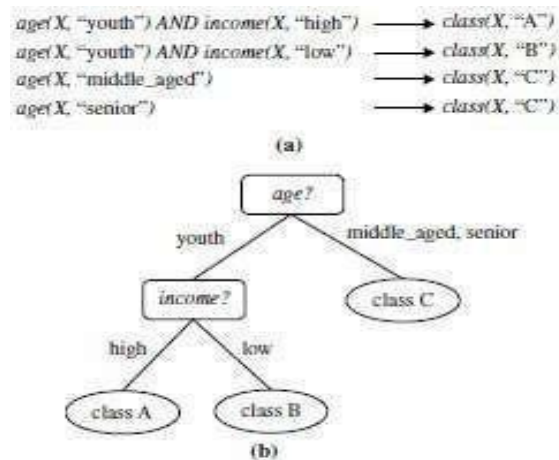 age(X, “youth”) AND income(X, “high”) → class(X, “A”)
age(X, “youth”) AND income(X, “low”) → class(X, “B”)
age(X, “middle_aged”) → class(X, “C”)
age(X, “senior”) → class(X, “C”)
(a)
age?
youth
middle_aged, senior
income?
class C
high
low
class A
class B
(b)